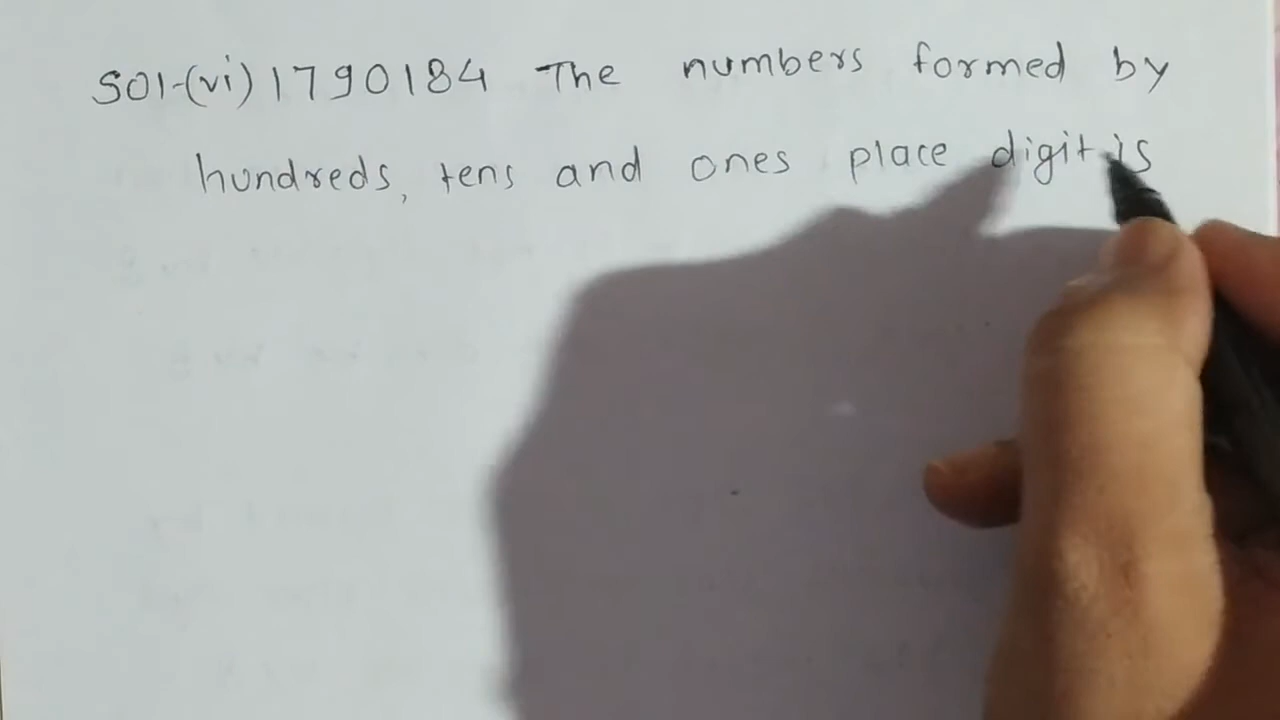 Sol-(vi) 1790184 The numbers formed by
hundreds, tens and ones place digit is